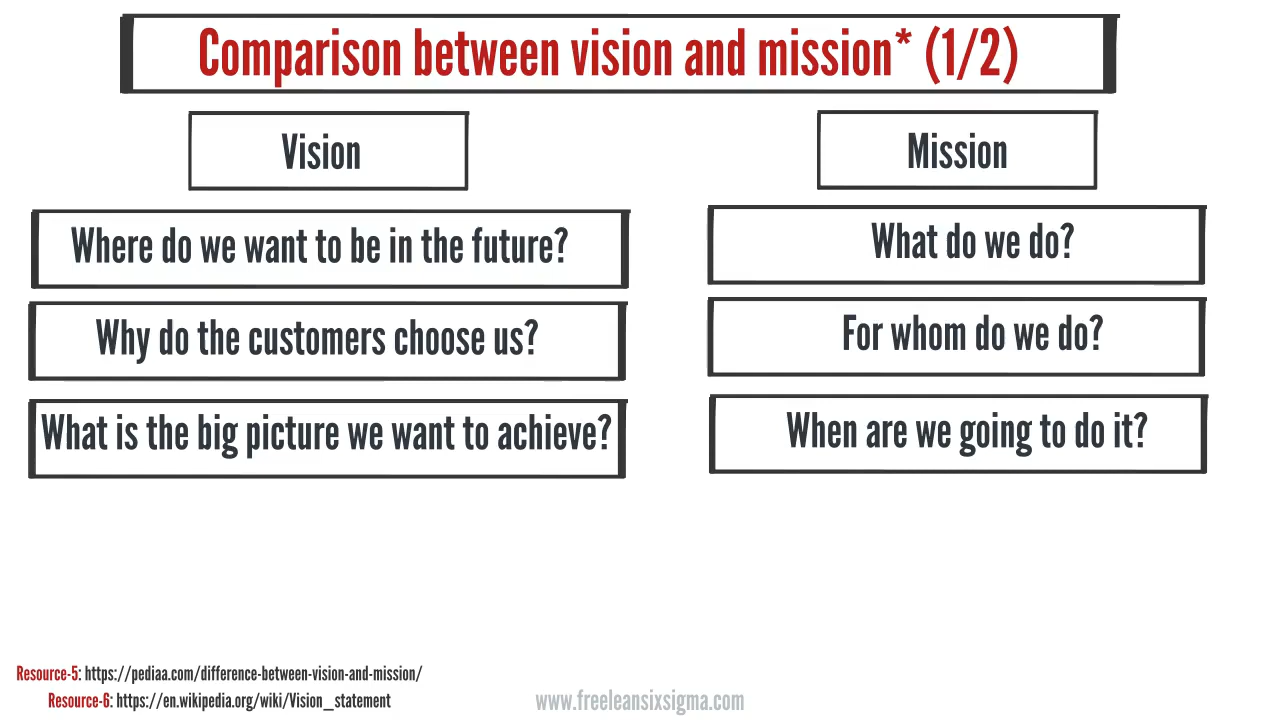 Comparison between vision and mission* (1/2)
Vision
Mission
Where do we want to be in the future?
What do we do?
Why do the customers choose us?
For whom do we do?
What is the big picture we want to achieve?
When are we going to do it?
Resource-5: https://pediaa.com/difference-between-vision-and-mission/
Resource-6: https://en.wikipedia.org/wiki/Vision_statement
www.freeleansixsigma.com